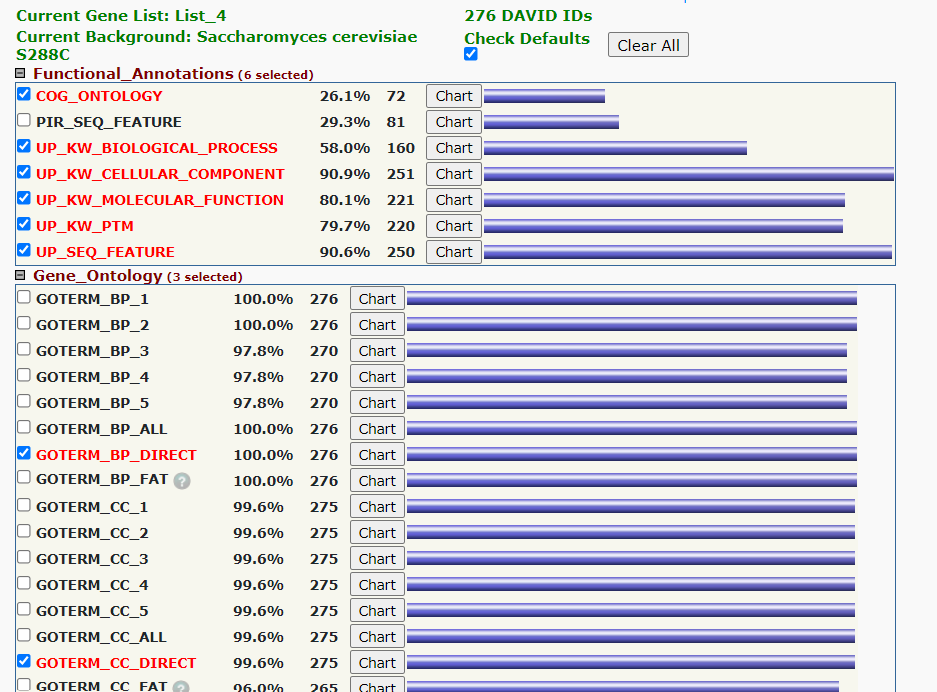 Current Gene List: List_4
276 DAVID IDs
Current Background: Saccharomyces cerevisiae
S288C
Check Defaults
Clear All
Functional_Annotations (6 selected)
COG_ONTOLOGY 26.1% 72 Chart
PIR_SEQ_FEATURE 29.3% 81 Chart
UP_KW_BIOLOGICAL_PROCESS 58.0% 160 Chart
UP_KW_CELLULAR_COMPONENT 90.9% 251 Chart
UP_KW_MOLECULAR_FUNCTION 80.1% 221 Chart
UP_KW_PTM 79.7% 220 Chart
UP_SEQ_FEATURE 90.6% 250 Chart
Gene_Ontology (3 selected)
GOTERM_BP_1 100.0% 276 Chart
GOTERM_BP_2 100.0% 276 Chart
GOTERM_BP_3 97.8% 270 Chart
GOTERM_BP_4 97.8% 270 Chart
GOTERM_BP_5 97.8% 270 Chart
GOTERM_BP_ALL 100.0% 276 Chart
GOTERM_BP_DIRECT 100.0% 276 Chart
GOTERM_BP_FAT ? 100.0% 276 Chart
GOTERM_CC_1 99.6% 275 Chart
GOTERM_CC_2 99.6% 275 Chart
GOTERM_CC_3 99.6% 275 Chart
GOTERM_CC_4 99.6% 275 Chart
GOTERM_CC_5 99.6% 275 Chart
GOTERM_CC_ALL 99.6% 275 Chart
GOTERM_CC_DIRECT 99.6% 275 Chart
GOTERM_CC_FAT ? 96.0% 265 Chart